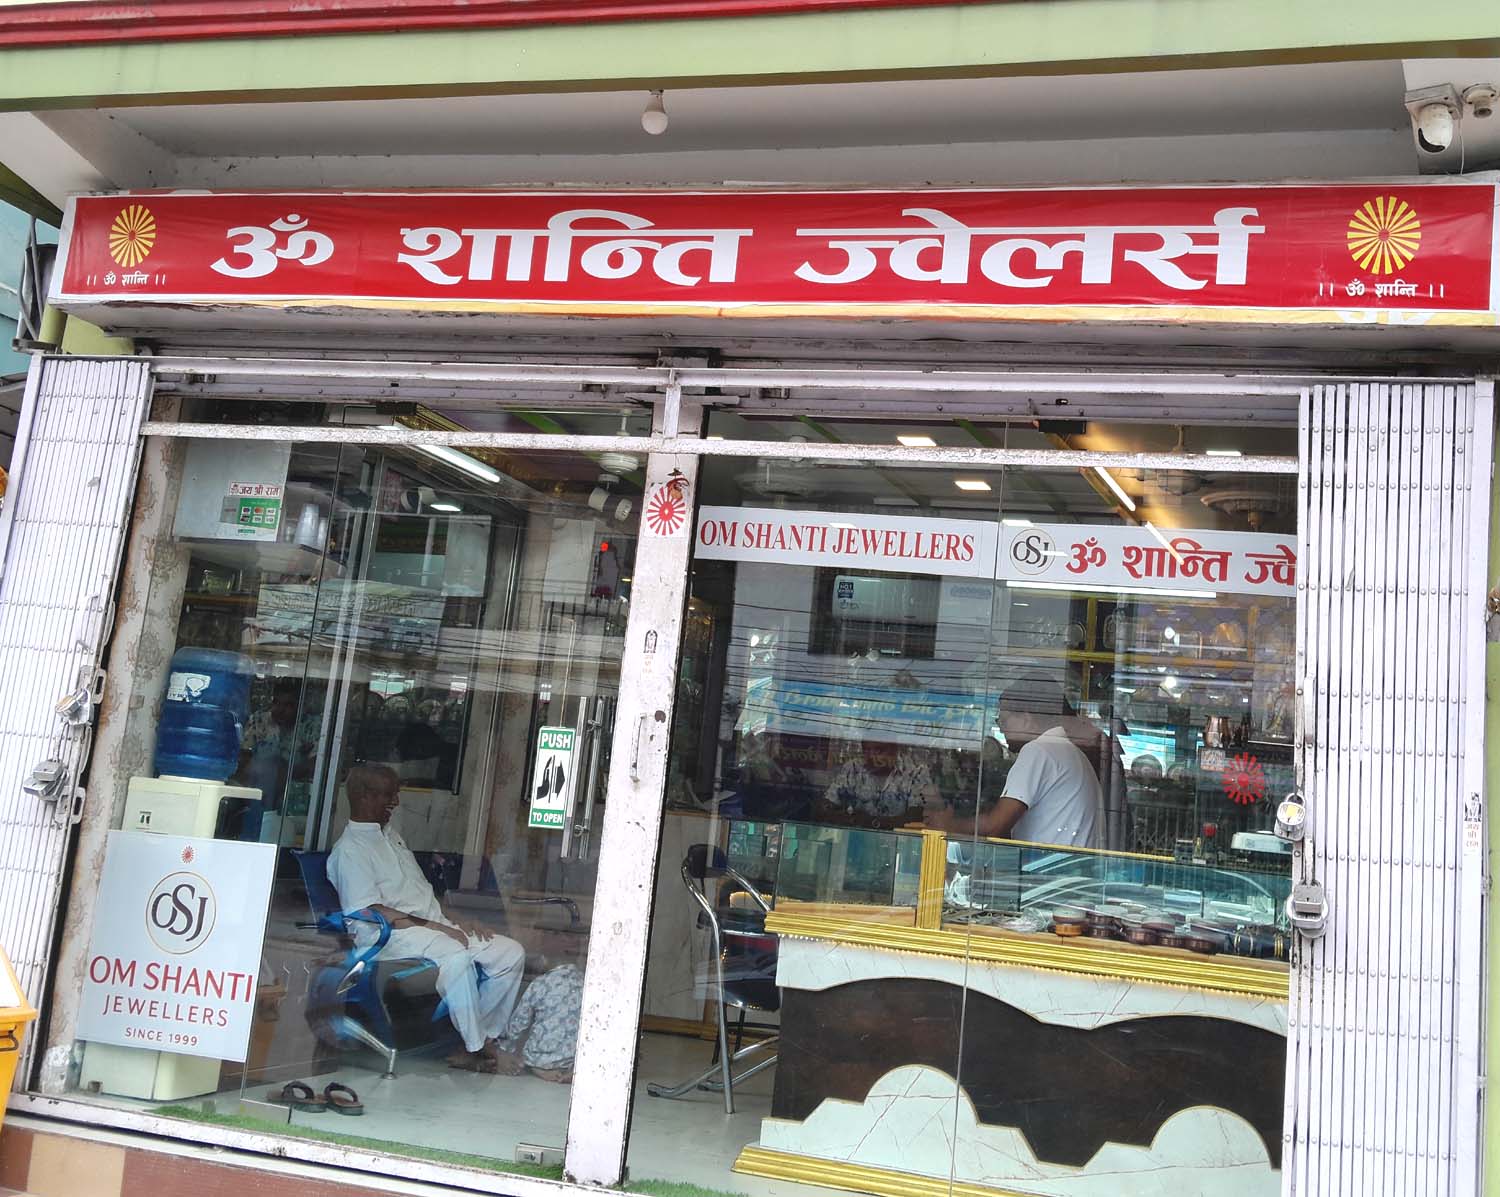 ॐ शान्ति ज्वेलर्स
।। ॐ शान्ति ।।
।। ॐ शान्ति ।।
जय श्री राम
OM SHANTI JEWELLERS
OSJ
ॐ शान्ति ज्वे
PUSH
TO OPEN
OSJ
OM SHANTI
JEWELLERS
SINCE 1999